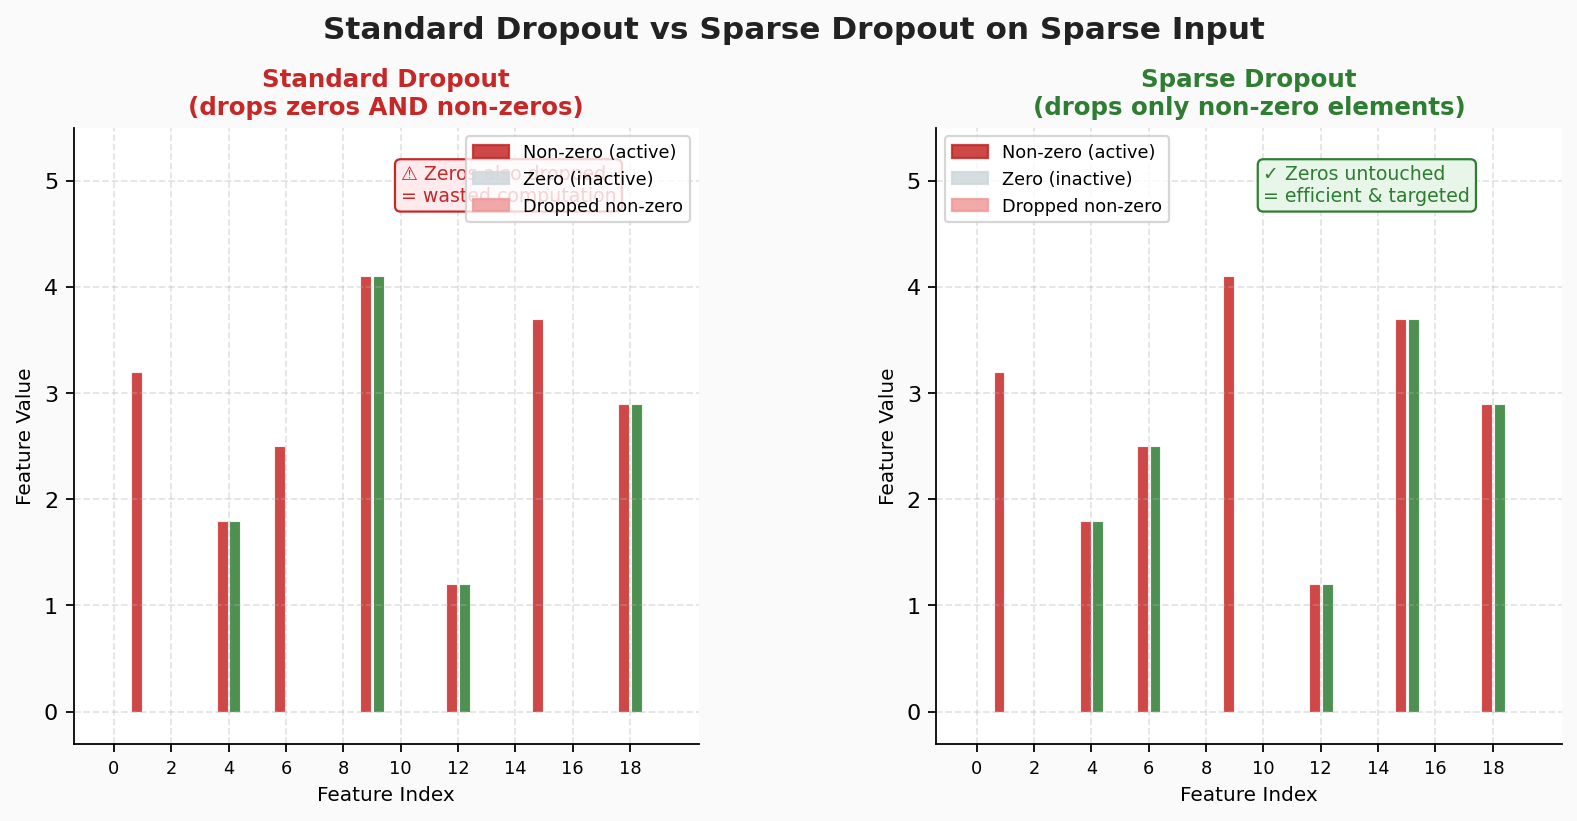 Standard Dropout vs Sparse Dropout on Sparse Input
Standard Dropout
(drops zeros AND non-zeros)
Non-zero (active)
Zero (inactive)
Dropped non-zero
⚠ Zeros also dropped
= wasted computation
5
4
3
2
1
0
Feature Value
0 2 4 6 8 10 12 14 16 18
Feature Index
Sparse Dropout
(drops only non-zero elements)
Non-zero (active)
Zero (inactive)
Dropped non-zero
✓ Zeros untouched
= efficient & targeted
5
4
3
2
1
0
Feature Value
0 2 4 6 8 10 12 14 16 18
Feature Index